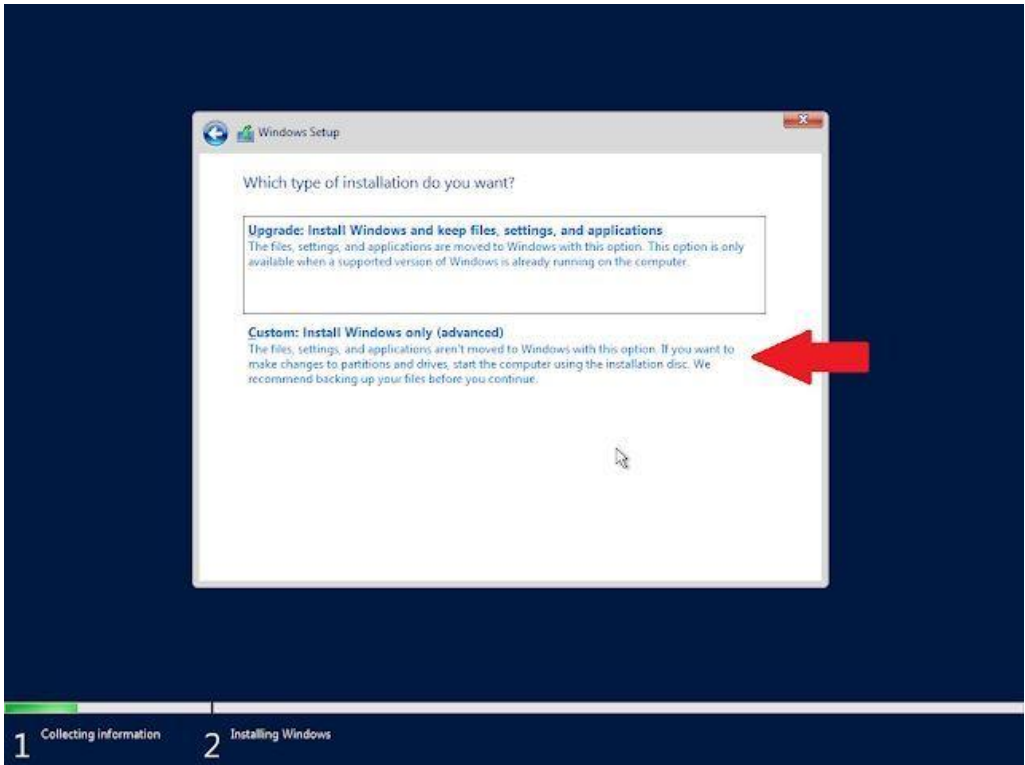 Windows Setup
Which type of installation do you want?
Upgrade: Install Windows and keep files, settings, and applications
The files, settings, and applications are moved to Windows with this option. This option is only
available when a supported version of Windows is already running on the computer.
Custom: Install Windows only (advanced)
The files, settings, and applications aren't moved to Windows with this option. If you want to
make changes to partitions and drives, start the computer using the installation disc. We
recommend backing up your files before you continue.
1 Collecting information 2 Installing Windows